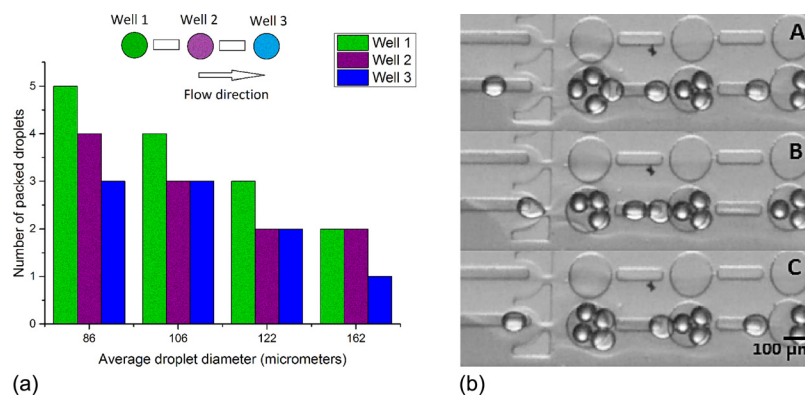 Well 1 Well 2 Well 3
Flow direction
Well 1
Well 2
Well 3
Number of packed droplets
5
4
3
2
1
0
86 106 122 162
Average droplet diameter (micrometers)
(a)
A
B
C
100 µm
(b)